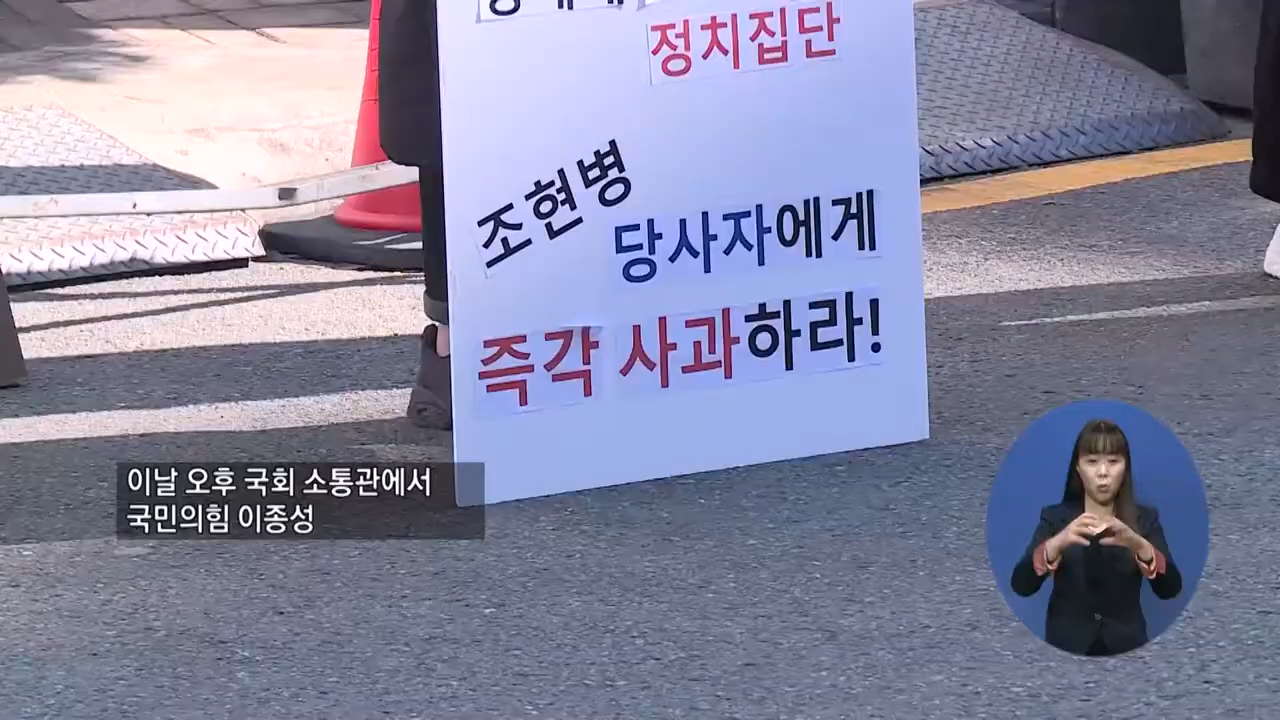 정치집단
조현병
당사자에게
즉각 사과하라!
이날 오후 국회 소통관에서
국민의힘 이종성